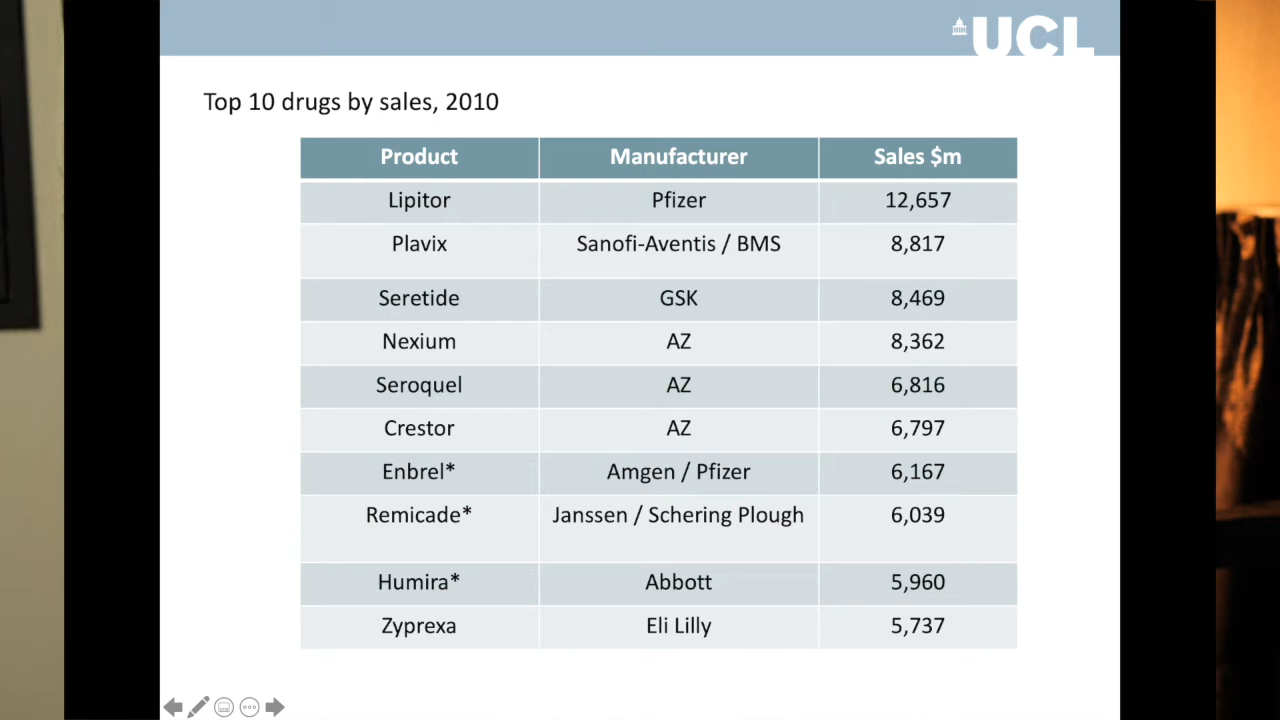 UCL
Top 10 drugs by sales, 2010
Product Manufacturer Sales $m
Lipitor Pfizer 12,657
Plavix Sanofi-Aventis / BMS 8,817
Seretide GSK 8,469
Nexium AZ 8,362
Seroquel AZ 6,816
Crestor AZ 6,797
Enbrel* Amgen / Pfizer 6,167
Remicade* Janssen / Schering Plough 6,039
Humira* Abbott 5,960
Zyprexa Eli Lilly 5,737